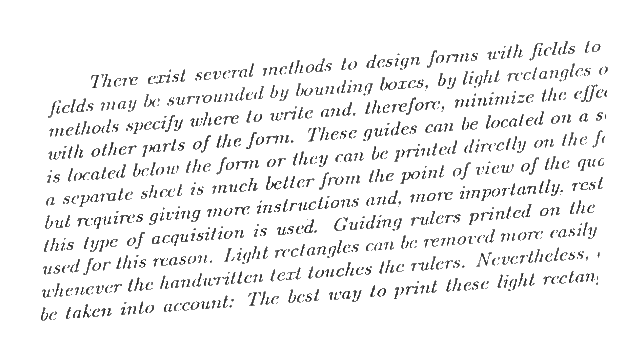 There exist several methods to design forms with fields to
fields may be surrounded by bounding boxes, by light rectangles o
methods specify where to write and, therefore, minimize the effec
with other parts of the form. These guides can be located on a s
is located below the form or they can be printed directly on the fo
a separate sheet is much better from the point of view of the qua
but requires giving more instructions and, more importantly, rest
this type of acquisition is used. Guiding rulers printed on the
used for this reason. Light rectangles can be removed more easily
whenever the handwritten text touches the rulers. Nevertheless,
be taken into account: The best way to print these light rectang